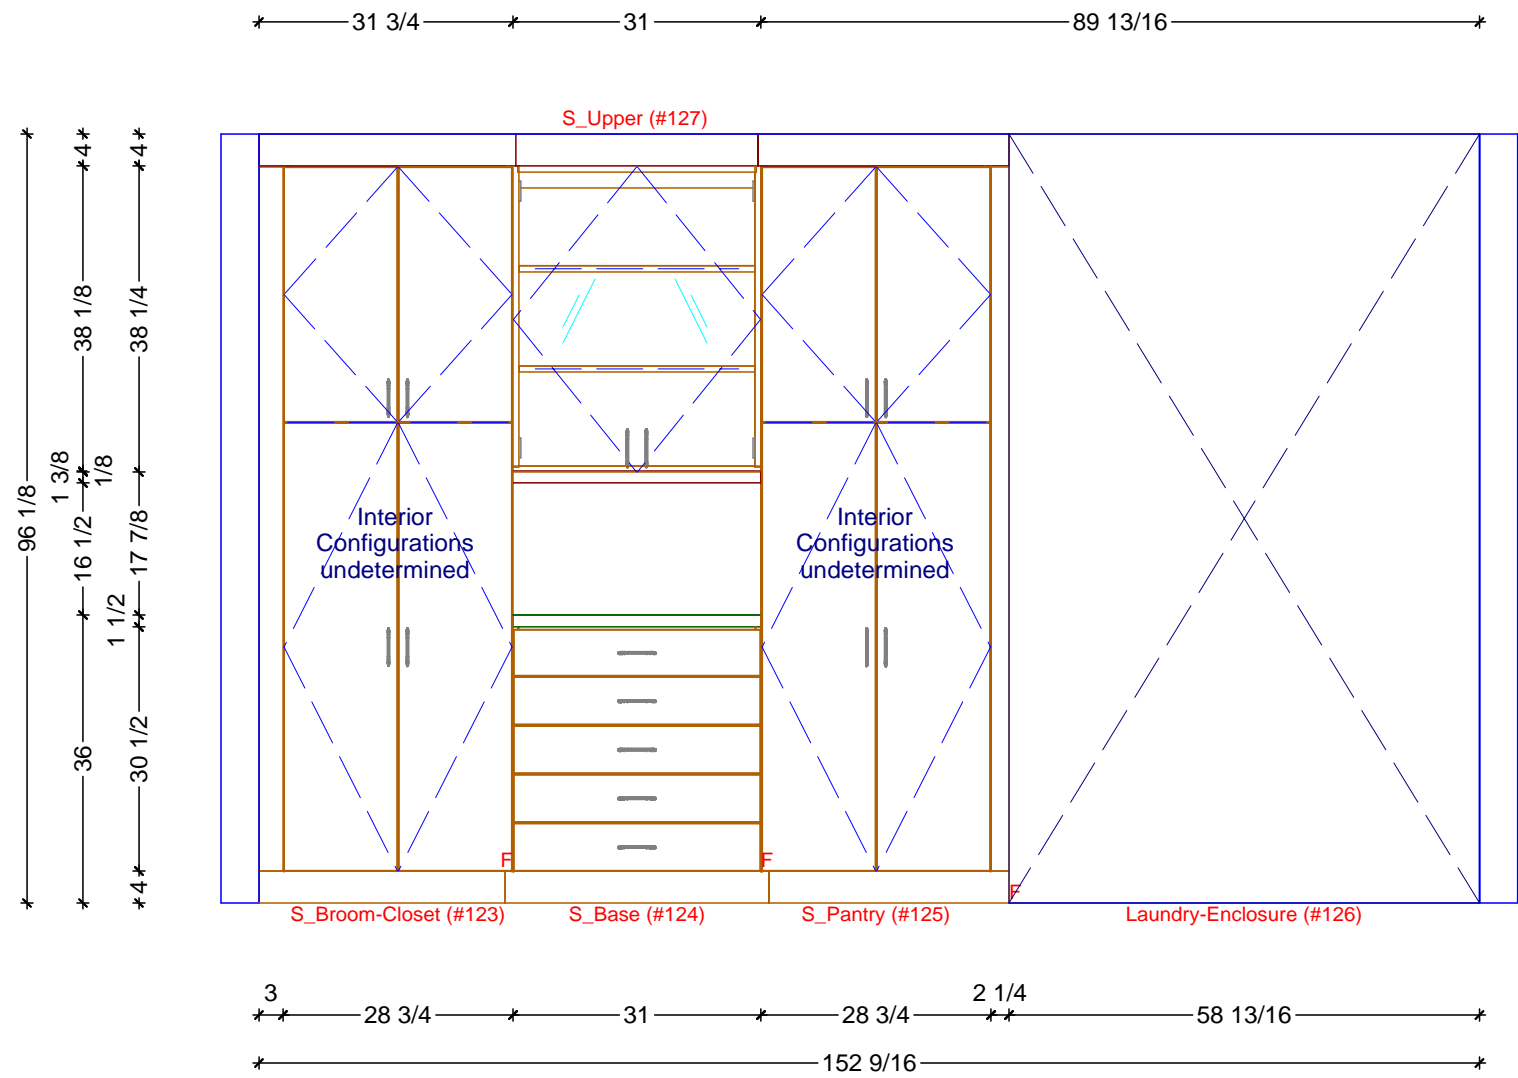 31 3/4
31
89 13/16
S_Upper (#127)
4
4
38 1/8
38 1/4
1 3/8
1/8
96 1/8
16 1/2
17 7/8
1 1/2
36
30 1/2
4
Interior
Configurations
undetermined
Interior
Configurations
undetermined
F
F
F
S_Broom-Closet (#123)
S_Base (#124)
S_Pantry (#125)
Laundry-Enclosure (#126)
3
28 3/4
31
28 3/4
2 1/4
58 13/16
152 9/16